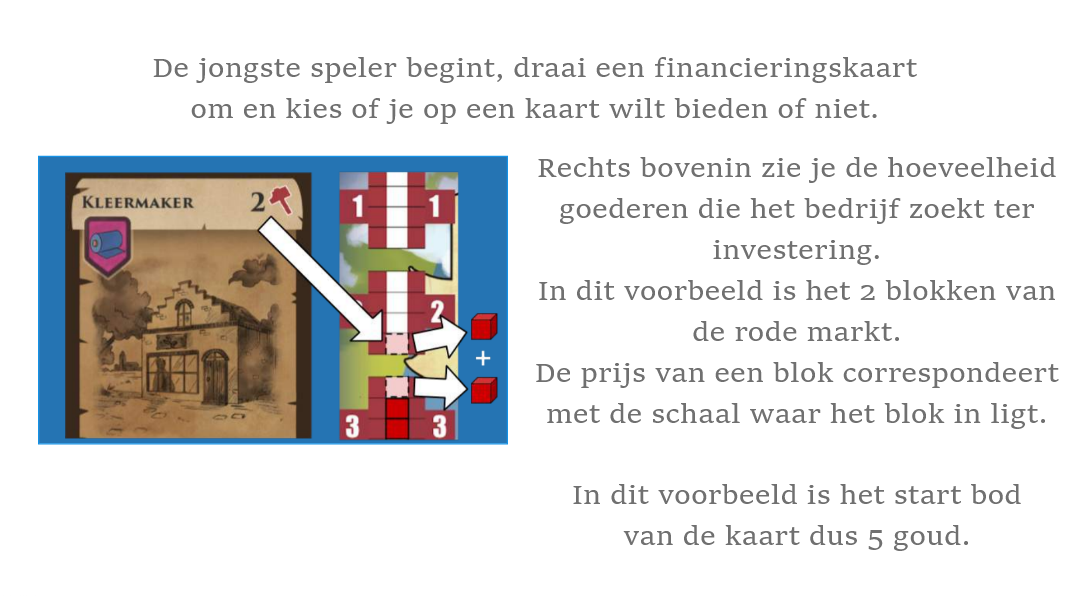 De jongste speler begint, draai een financieringskaart
om en kies of je op een kaart wilt bieden of niet.
Kleermaker 2
1 1
2
3 3
+
Rechts bovenin zie je de hoeveelheid
goederen die het bedrijf zoekt ter
investering.
In dit voorbeeld is het 2 blokken van
de rode markt.
De prijs van een blok correspondeert
met de schaal waar het blok in ligt.
In dit voorbeeld is het start bod
van de kaart dus 5 goud.